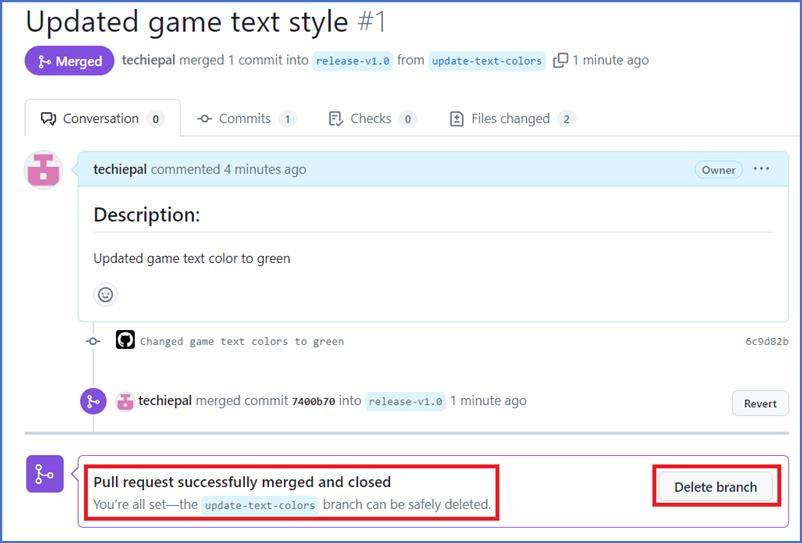 Updated game text style #1
Merged techiepal merged 1 commit into release-v1.0 from update-text-colors 1 minute ago
Conversation 0 Commits 1 Checks 0 Files changed 2
techiepal commented 4 minutes ago Owner ...
Description:
Updated game text color to green
Changed game text colors to green 6c9d82b
techiepal merged commit 7400b70 into release-v1.0 1 minute ago Revert
Pull request successfully merged and closed
You're all set—the update-text-colors branch can be safely deleted.
Delete branch